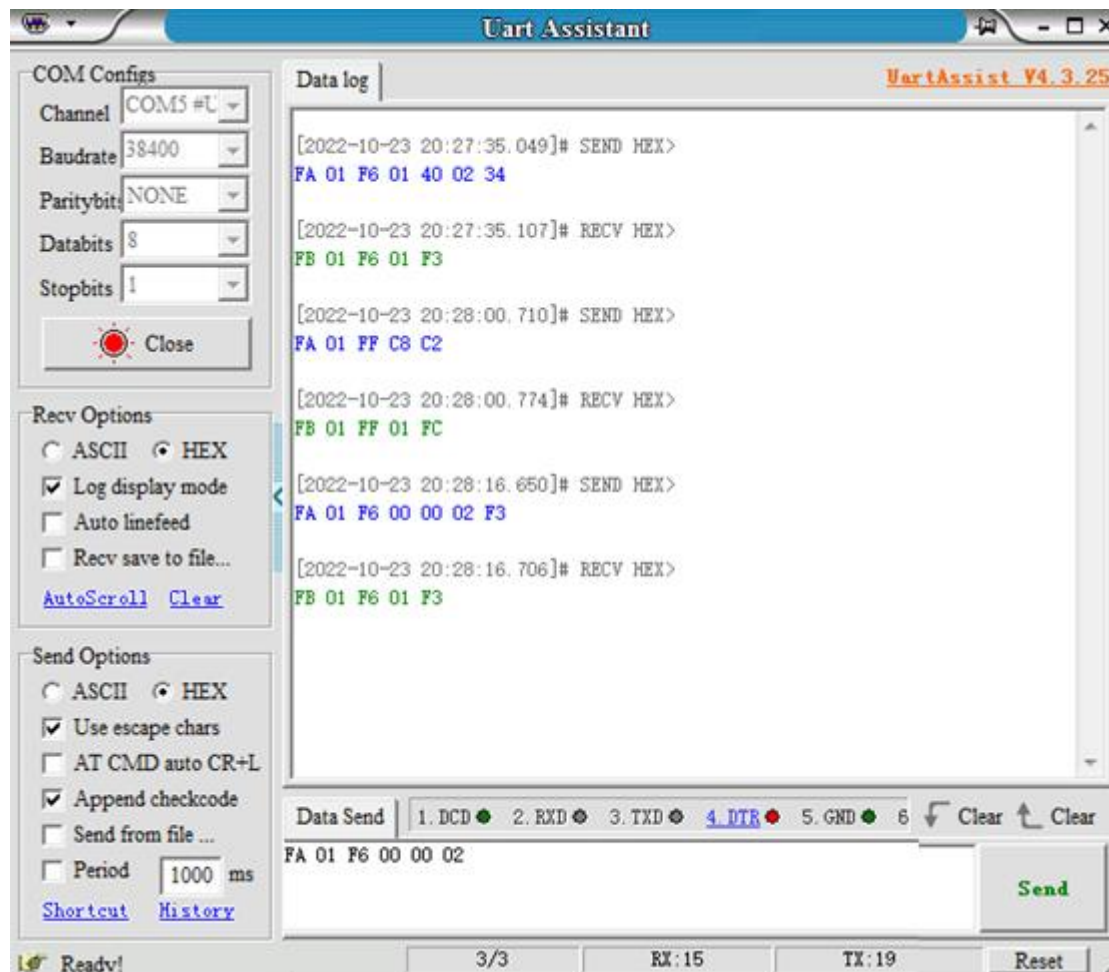 Uart Assistant
COM Configs
Channel COM5 #U
Baudrate 38400
Paritybit: NONE
Databits 8
Stopbits 1
Close
Recv Options
ASCII HEX
Log display mode
Auto linefeed
Recv save to file...
AutoScroll Clear
Send Options
ASCII HEX
Use escape chars
AT CMD auto CR+L
Append checkcode
Send from file ...
Period 1000 ms
Shortcut History
Data log UartAssist V4.3.25
[2022-10-23 20:27:35.049]# SEND HEX>
FA 01 F6 01 40 02 34
[2022-10-23 20:27:35.107]# RECV HEX>
FB 01 F6 01 F3
[2022-10-23 20:28:00.710]# SEND HEX>
FA 01 FF C8 C2
[2022-10-23 20:28:00.774]# RECV HEX>
FB 01 FF 01 FC
[2022-10-23 20:28:16.650]# SEND HEX>
FA 01 F6 00 00 02 F3
[2022-10-23 20:28:16.706]# RECV HEX>
FB 01 F6 01 F3
Data Send 1. DCD 2. RXD 3. TXD 4. DTR 5. GND 6 Clear Clear
FA 01 F6 00 00 02
Send
Ready! 3/3 RX:15 TX:19 Reset